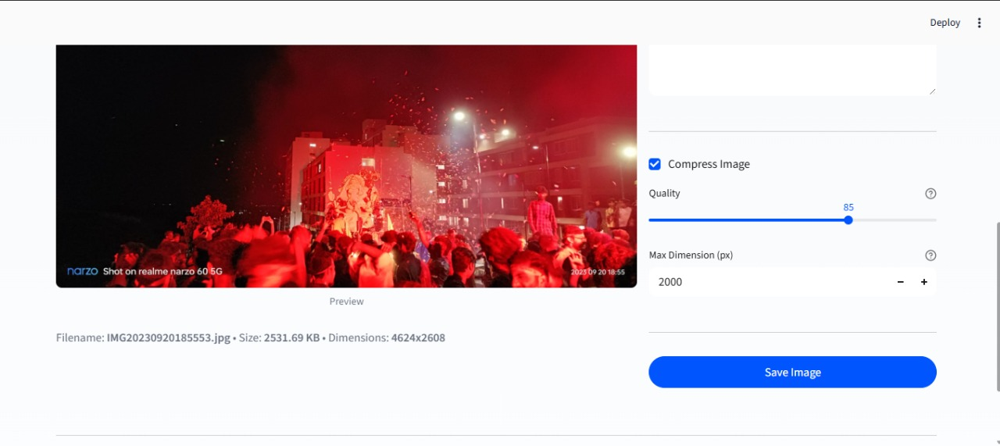 Deploy
Compress Image
Quality
85
Max Dimension (px)
2000
narzo Shot on realme narzo 60 5G
2023 09 20 18:55
Preview
Filename: IMG20230920185553.jpg • Size: 2531.69 KB • Dimensions: 4624x2608
Save Image